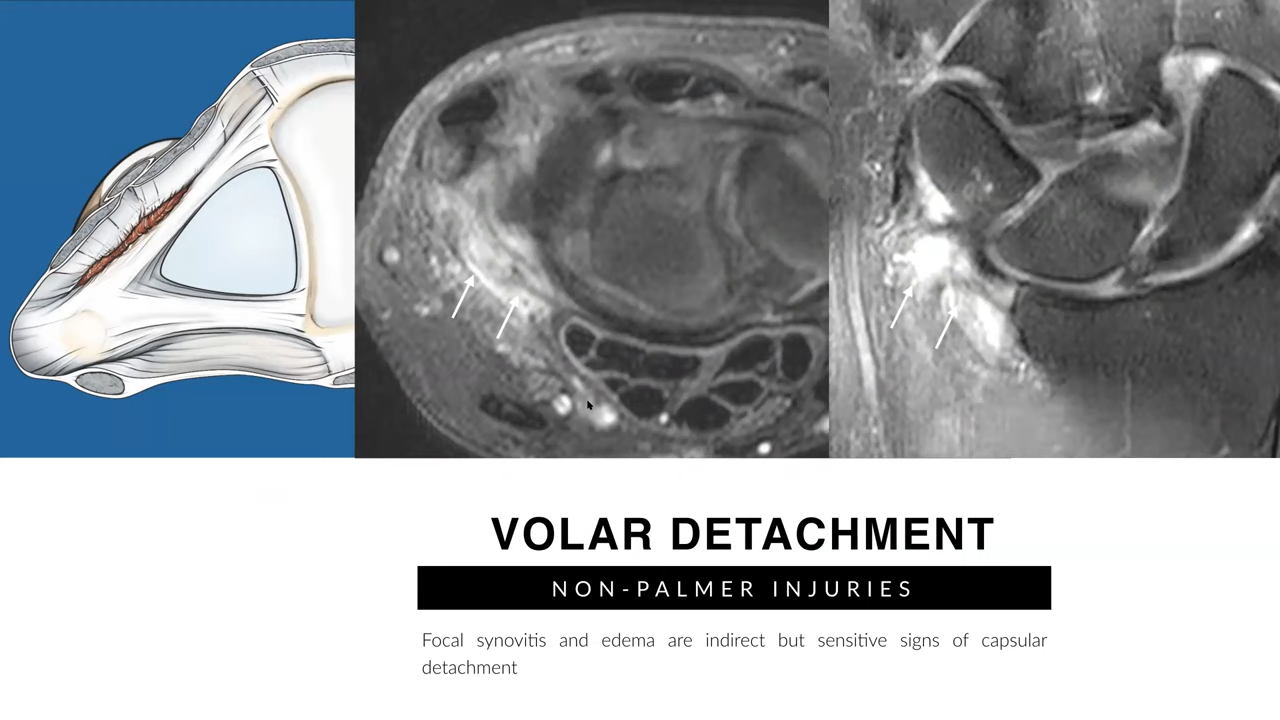 VOLAR DETACHMENT
NON-PALMER INJURIES
Focal synovitis and edema are indirect but sensitive signs of capsular
detachment